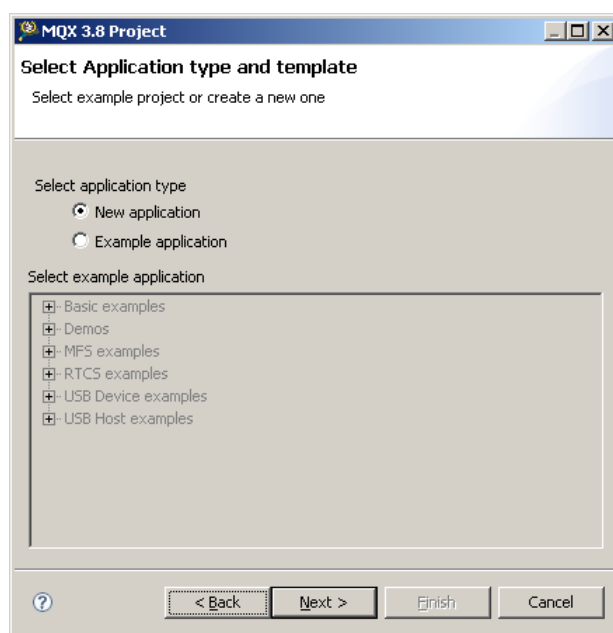 MQX 3.8 Project
Select Application type and template
Select example project or create a new one
Select application type
New application
Example application
Select example application
Basic examples
Demos
MFS examples
RTCS examples
USB Device examples
USB Host examples
?
< Back
Next >
Finish
Cancel